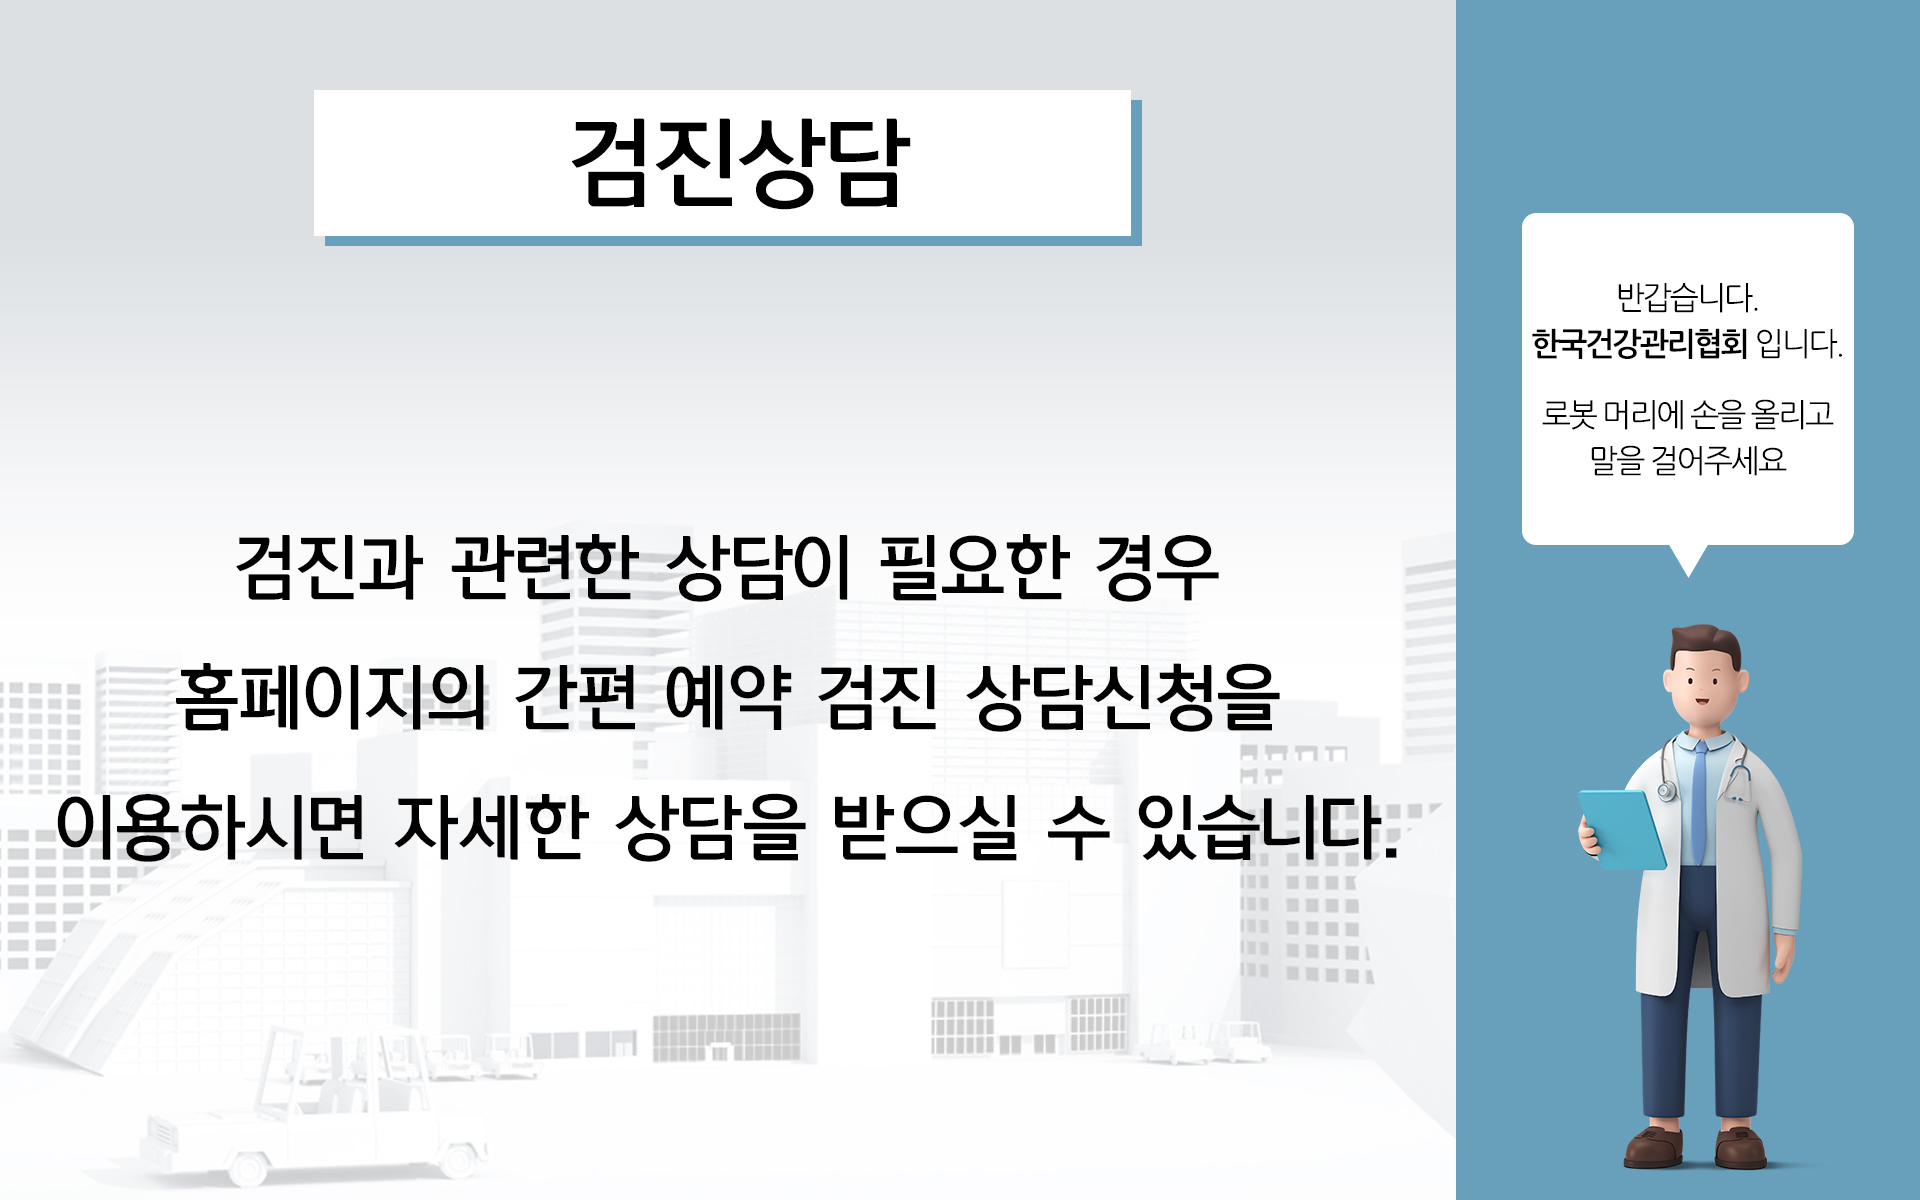 검진상담
검진과 관련한 상담이 필요한 경우
홈페이지의 간편 예약 검진 상담신청을
이용하시면 자세한 상담을 받으실 수 있습니다.
반갑습니다.
한국건강관리협회 입니다.
로봇 머리에 손을 올리고
말을 걸어주세요